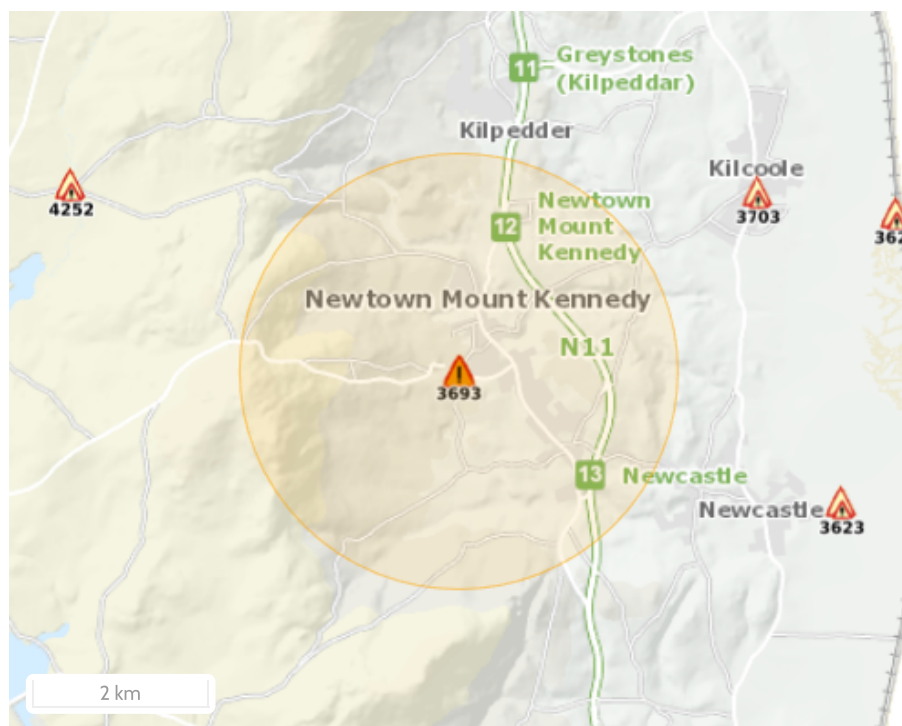 11
Greystones
(Kilpeddar)
Kilpedder
Kilcoole
4252
3703
12
Newtown
Mount
Kennedy
Newtown Mount Kennedy
N11
3693
13
Newcastle
Newcastle
3623
2 km